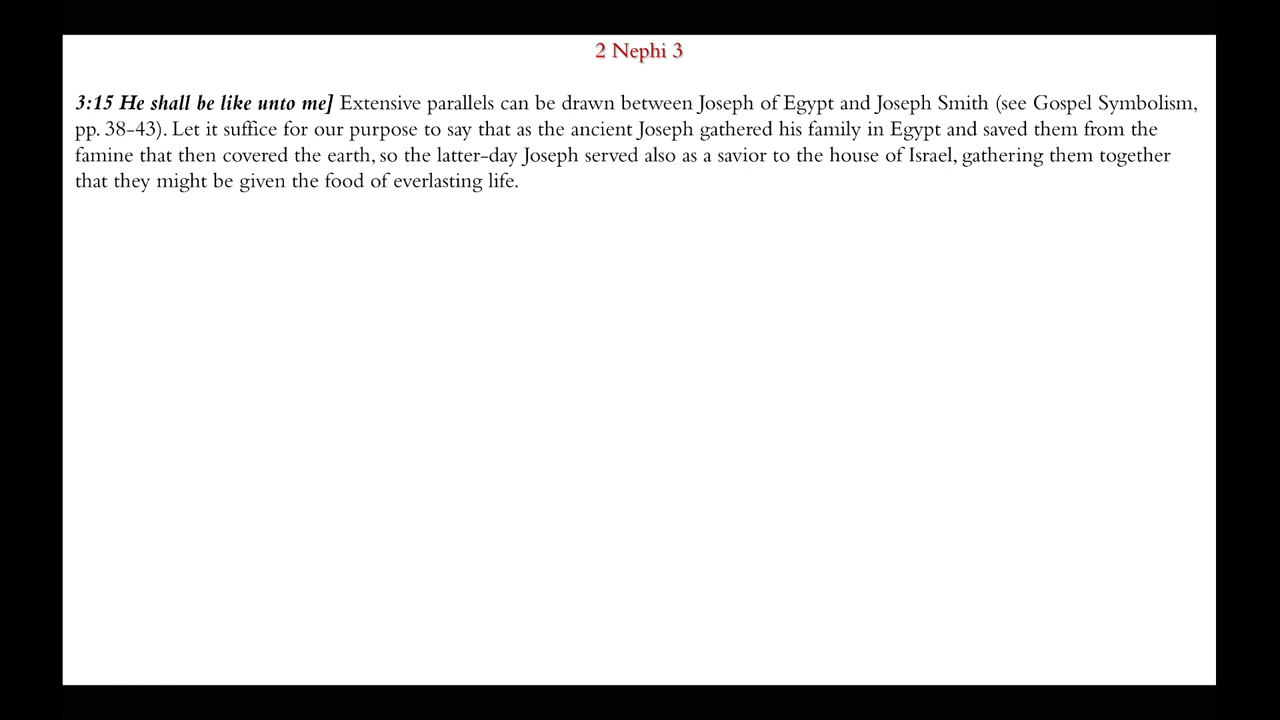 2 Nephi 3
3:15 He shall be like unto me] Extensive parallels can be drawn between Joseph of Egypt and Joseph Smith (see Gospel Symbolism,
pp. 38-43). Let it suffice for our purpose to say that as the ancient Joseph gathered his family in Egypt and saved them from the
famine that then covered the earth, so the latter-day Joseph served also as a savior to the house of Israel, gathering them together
that they might be given the food of everlasting life.